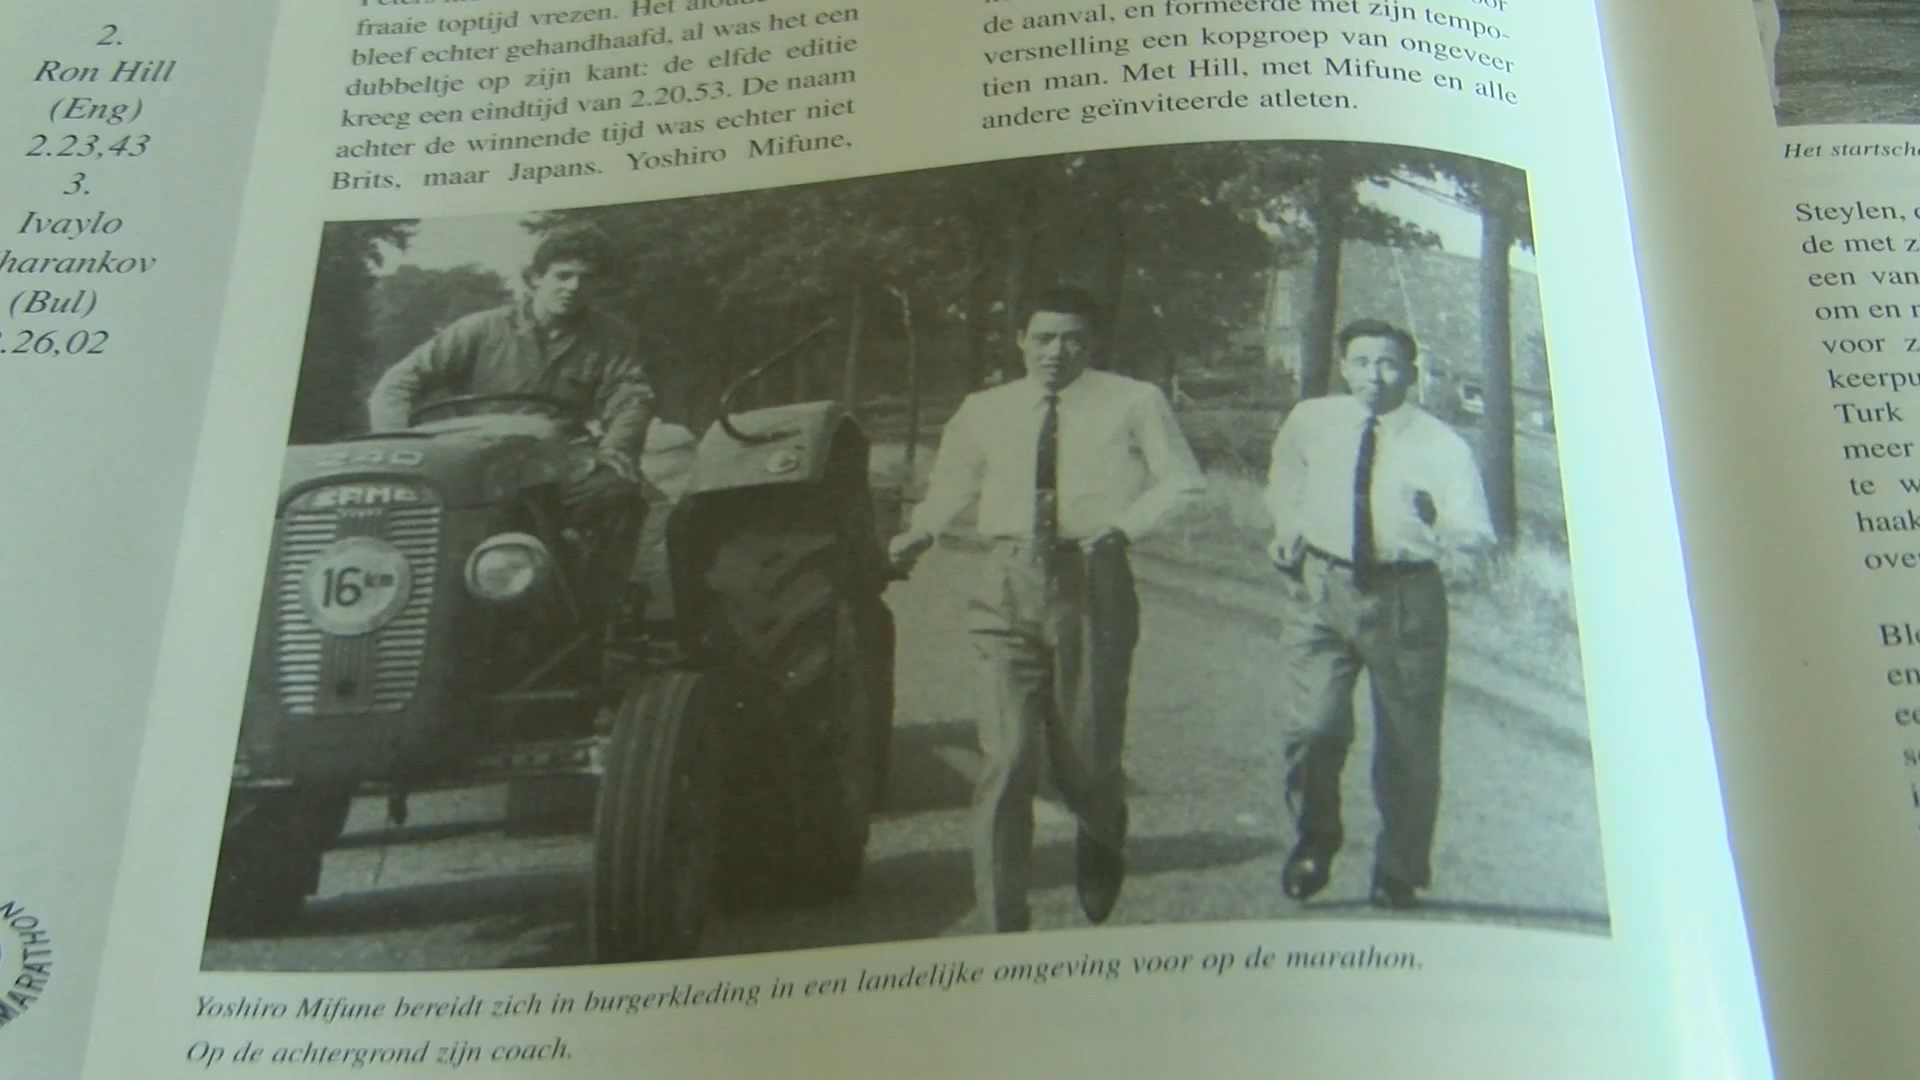 2.
Ron Hill
(Eng)
2.23,43
3.
Ivaylo
harankov
(Bul)
.26,02
MARATHON
fraaie toptijd vrezen. Het
bleef echter gehandhaafd, al was het een
dubbeltje op zijn kant: de elfde editie
kreeg een eindtijd van 2.20,53. De naam
achter de winnende tijd was echter niet
Brits, maar Japans. Yoshiro Mifune,
de aanval, en formeerde met zijn tempo-
versnelling een kopgroep van ongeveer
tien man. Met Hill, met Mifune en alle
andere geïnviteerde atleten.
240
16 km
Yoshiro Mifune bereidt zich in burgerkleding in een landelijke omgeving voor op de marathon.
Op de achtergrond zijn coach.
Het startsch
Steylen,
de met z
een van
om en
voor z
keerpu
Turk
meer
te w
haak
ove
Ble
en